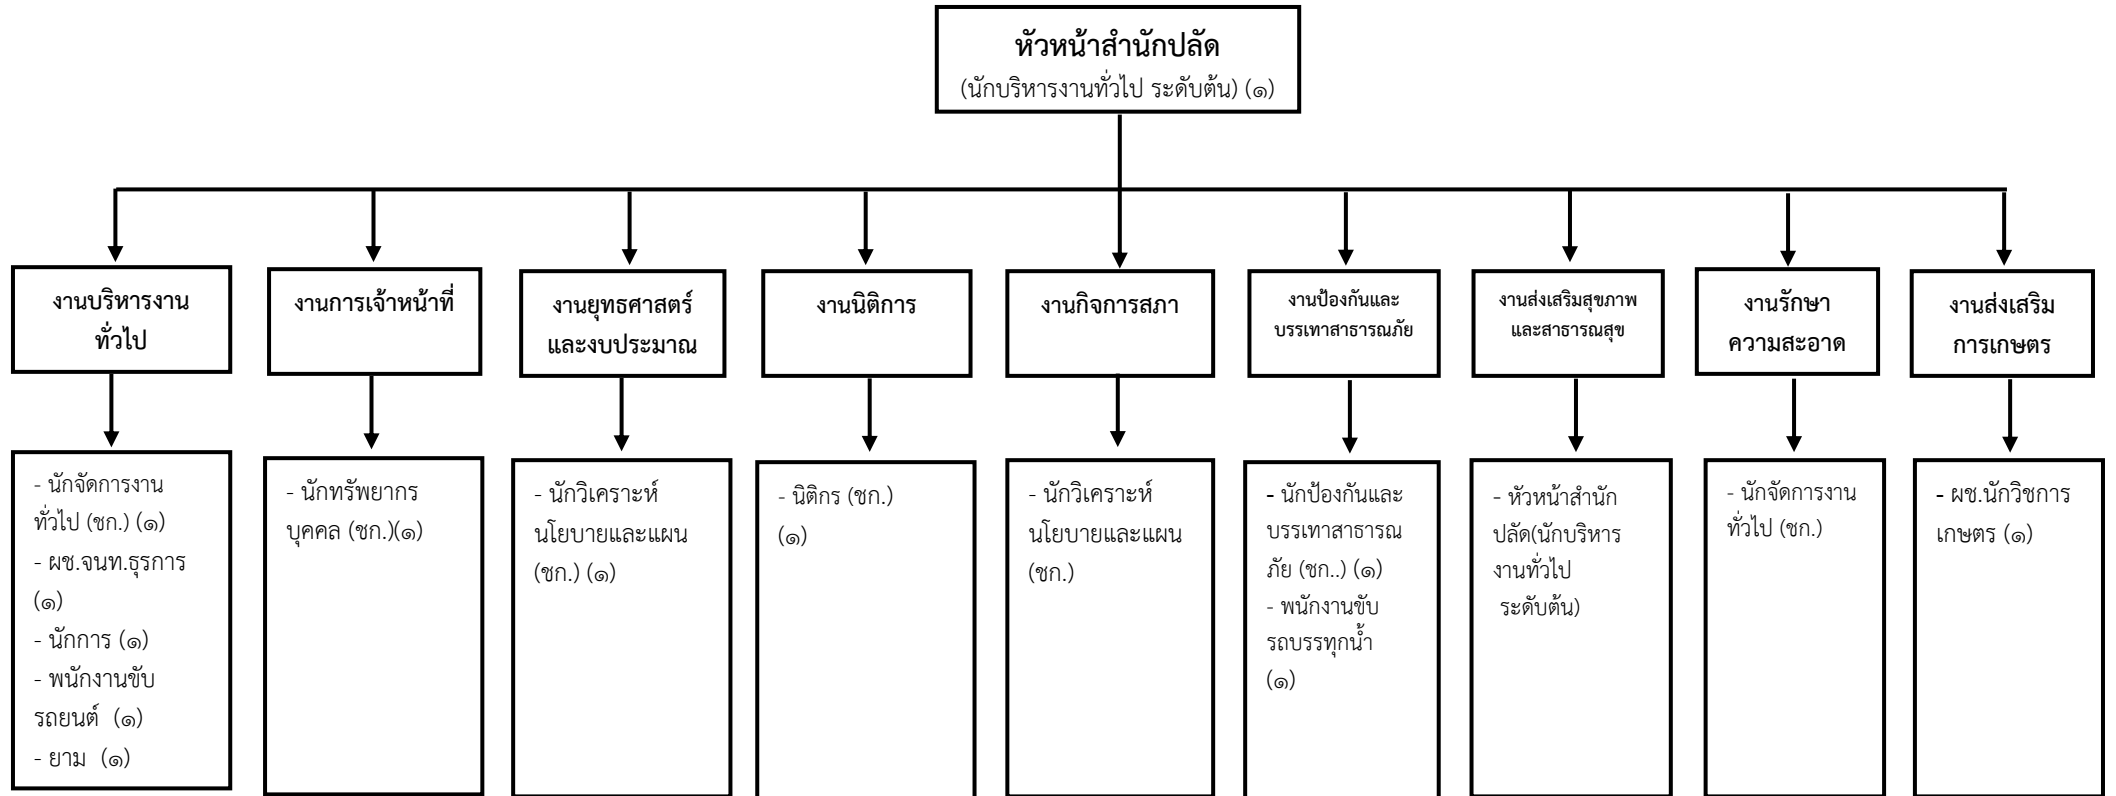 หัวหน้าสำนักปลัด
(นักบริหารงานทั่วไป ระดับต้น) (๑)
งานบริหารงาน
ทั่วไป
งานการเจ้าหน้าที่
งานยุทธศาสตร์
และงบประมาณ
งานนิติการ
งานกิจการสภา
งานป้องกันและ
บรรเทาสาธารณภัย
งานส่งเสริมสุขภาพ
และสาธารณสุข
งานรักษา
ความสะอาด
งานส่งเสริม
การเกษตร
- นักจัดการงาน
ทั่วไป (ชก.) (๑)
- ผช.จนท.ธุรการ
(๑)
- นักการ (๑)
- พนักงานขับ
รถยนต์ (๑)
- ยาม (๑)
- นักทรัพยากร
บุคคล (ชก.)(๑)
- นักวิเคราะห์
นโยบายและแผน
(ชก.) (๑)
- นิติกร (ชก.)
(๑)
- นักวิเคราะห์
นโยบายและแผน
(ชก.)
- นักป้องกันและ
บรรเทาสาธารณ
ภัย (ชก..) (๑)
- พนักงานขับ
รถบรรทุกน้ำ
(๑)
- หัวหน้าสำนัก
ปลัด(นักบริหาร
งานทั่วไป
ระดับต้น)
- นักจัดการงาน
ทั่วไป (ชก.)
- ผช.นักวิชการ
เกษตร (๑)